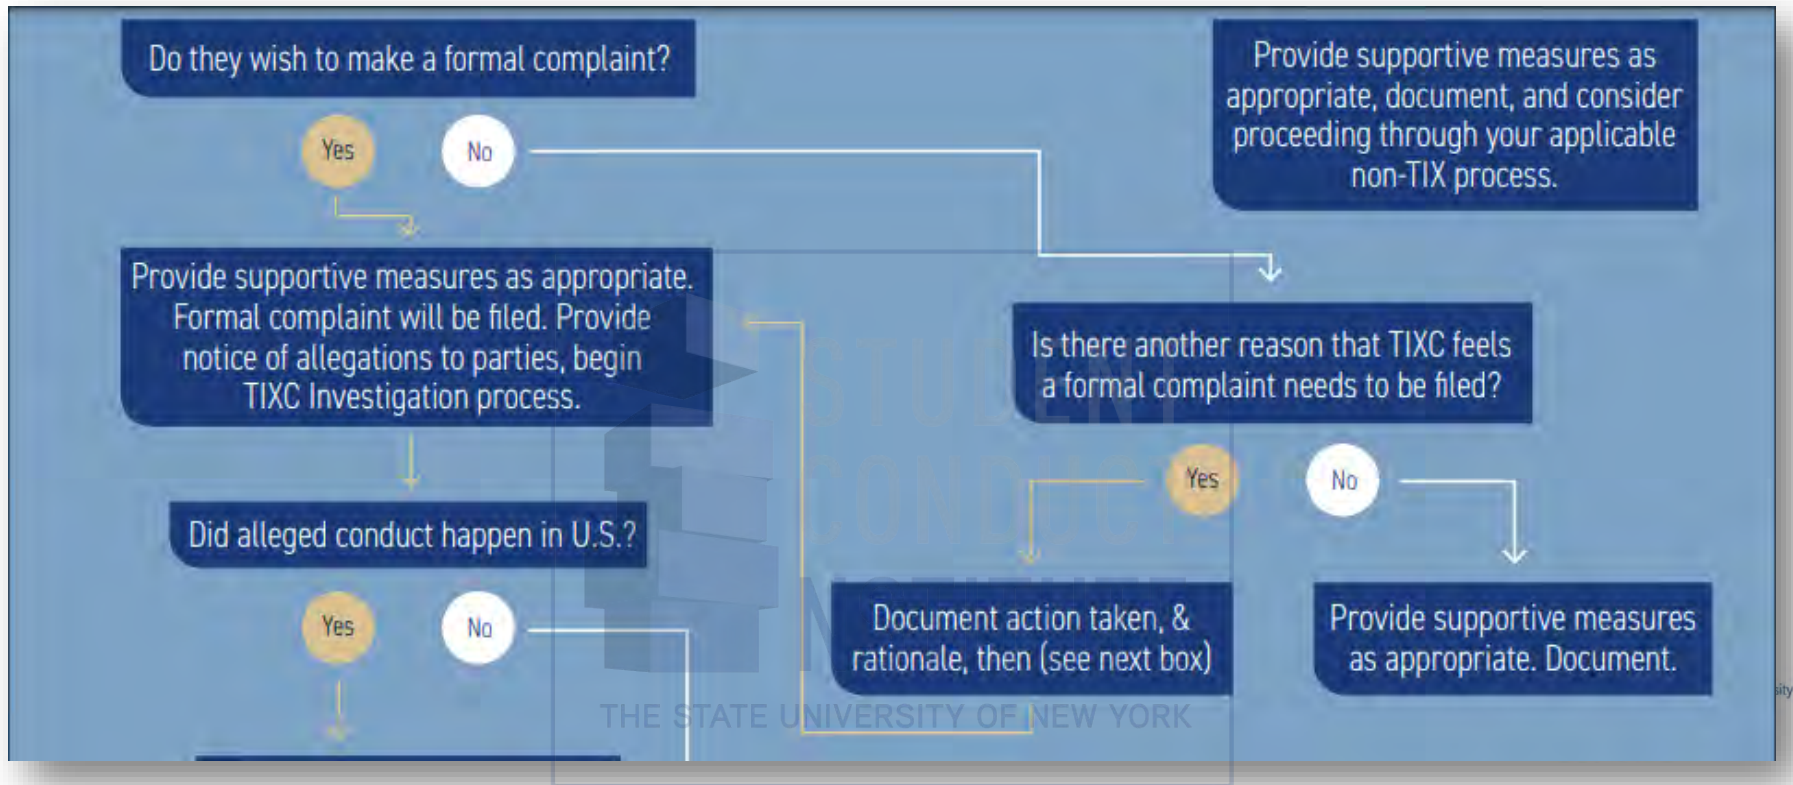 Do they wish to make a formal complaint?
Yes
No
Provide supportive measures as
appropriate, document, and consider
proceeding through your applicable
non-TIX process.
Provide supportive measures as appropriate.
Formal complaint will be filed. Provide
notice of allegations to parties, begin
TIXC Investigation process.
Is there another reason that TIXC feels
a formal complaint needs to be filed?
Yes
No
Did alleged conduct happen in U.S.?
Yes
No
Document action taken, &
rationale, then (see next box)
Provide supportive measures
as appropriate. Document.
STUDENT
CONDUCT
INSTITUTE
THE STATE UNIVERSITY OF NEW YORK
sity